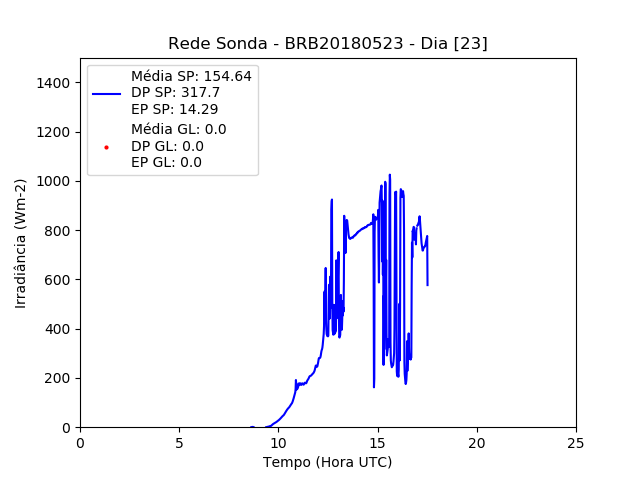 Rede Sonda - BRB20180523 - Dia [23]
Média SP: 154.64
DP SP: 317.7
EP SP: 14.29
Média GL: 0.0
DP GL: 0.0
EP GL: 0.0
Irradiância (Wm-2)
1400
1200
1000
800
600
400
200
0
0 5 10 15 20 25
Tempo (Hora UTC)